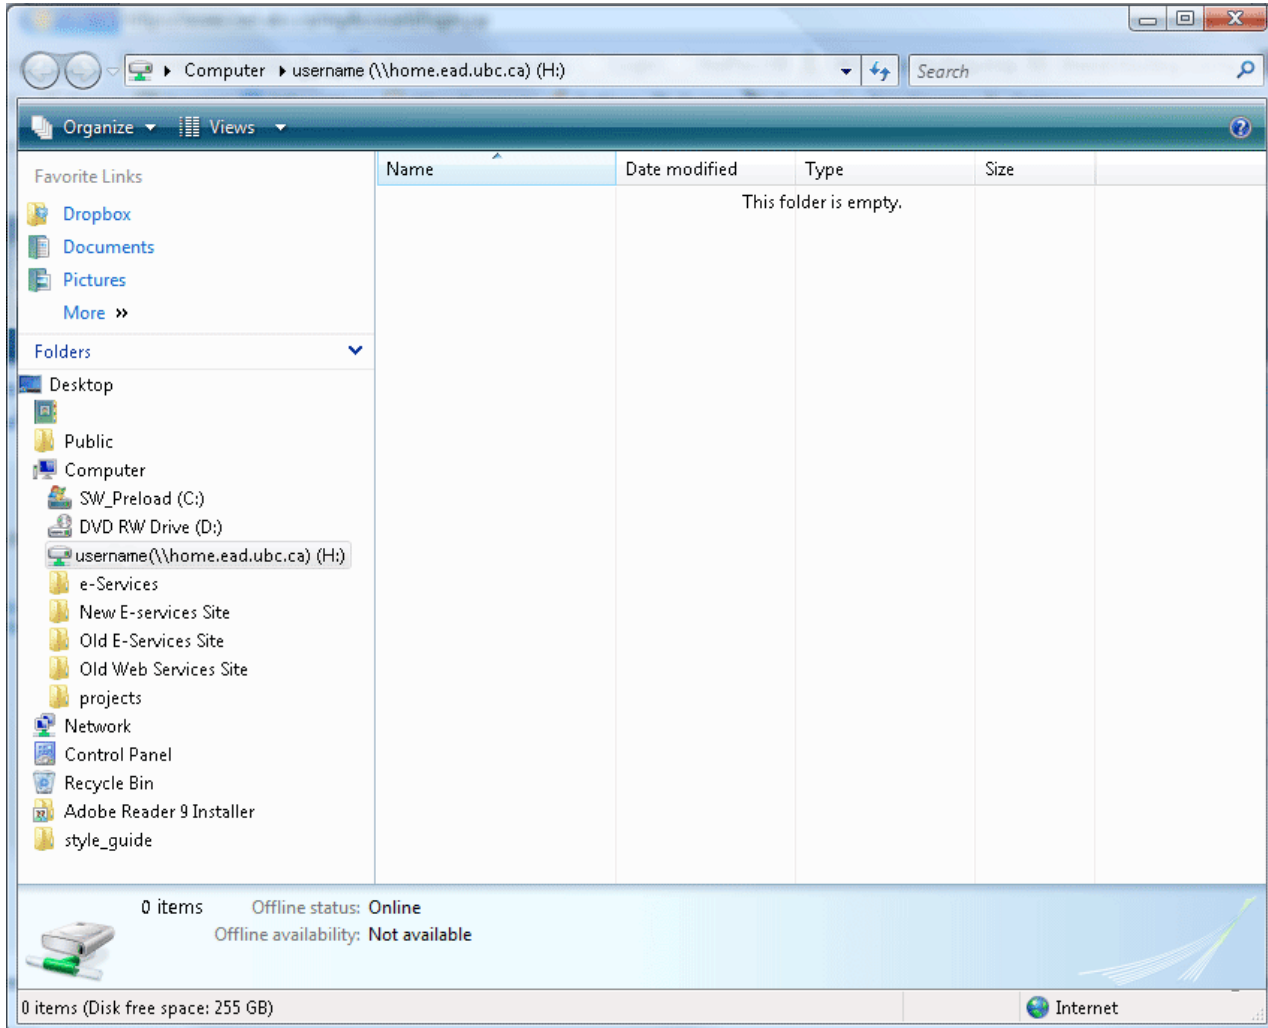 Computer username (\\home.ead.ubc.ca) (H:)
Search
Organize Views
Favorite Links
Dropbox
Documents
Pictures
More »
Folders
Desktop
Public
Computer
SW_Preload (C:)
DVD RW Drive (D:)
username(\\home.ead.ubc.ca) (H:)
e-Services
New E-services Site
Old E-Services Site
Old Web Services Site
projects
Network
Control Panel
Recycle Bin
Adobe Reader 9 Installer
style_guide
Name Date modified Type Size
This folder is empty.
0 items Offline status: Online
Offline availability: Not available
0 items (Disk free space: 255 GB) Internet